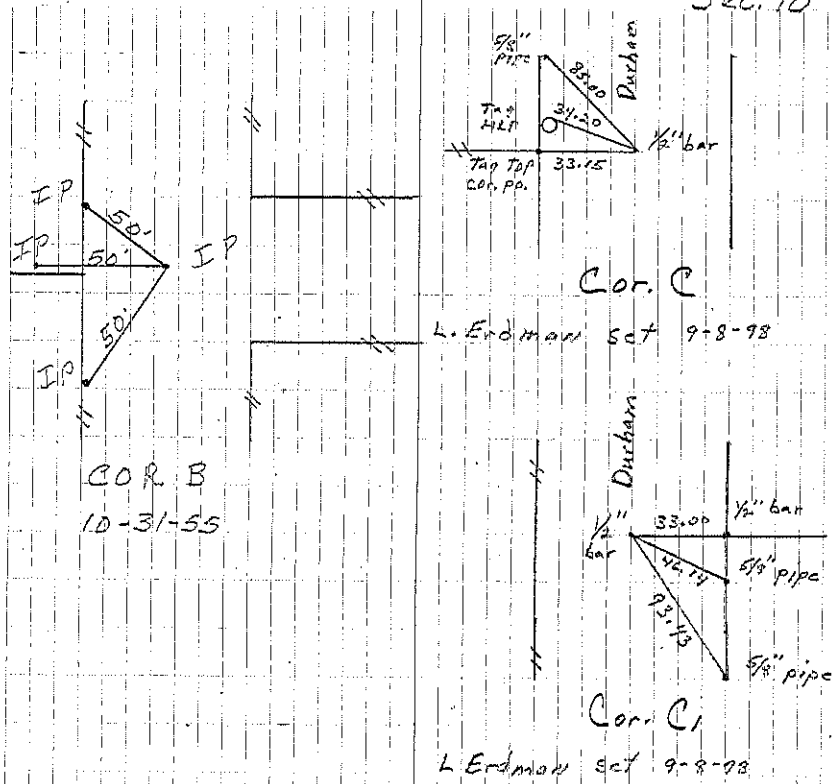 Sec. 10
IP
50'
IP
50'
IP
50'
IP
COR B
10-31-55
5/8"
pipe
Durham
83.00
Tag
34.20
1/2" bar
Tag Top
Cor. po.
33.15
Cor. C
L. Erdman set 9-8-98
Durham
1/2"
bar
33.00
1/2" bar
46.14
5/8" pipe
93.43
5/8" pipe
Cor. C1
L Erdman set 9-8-98